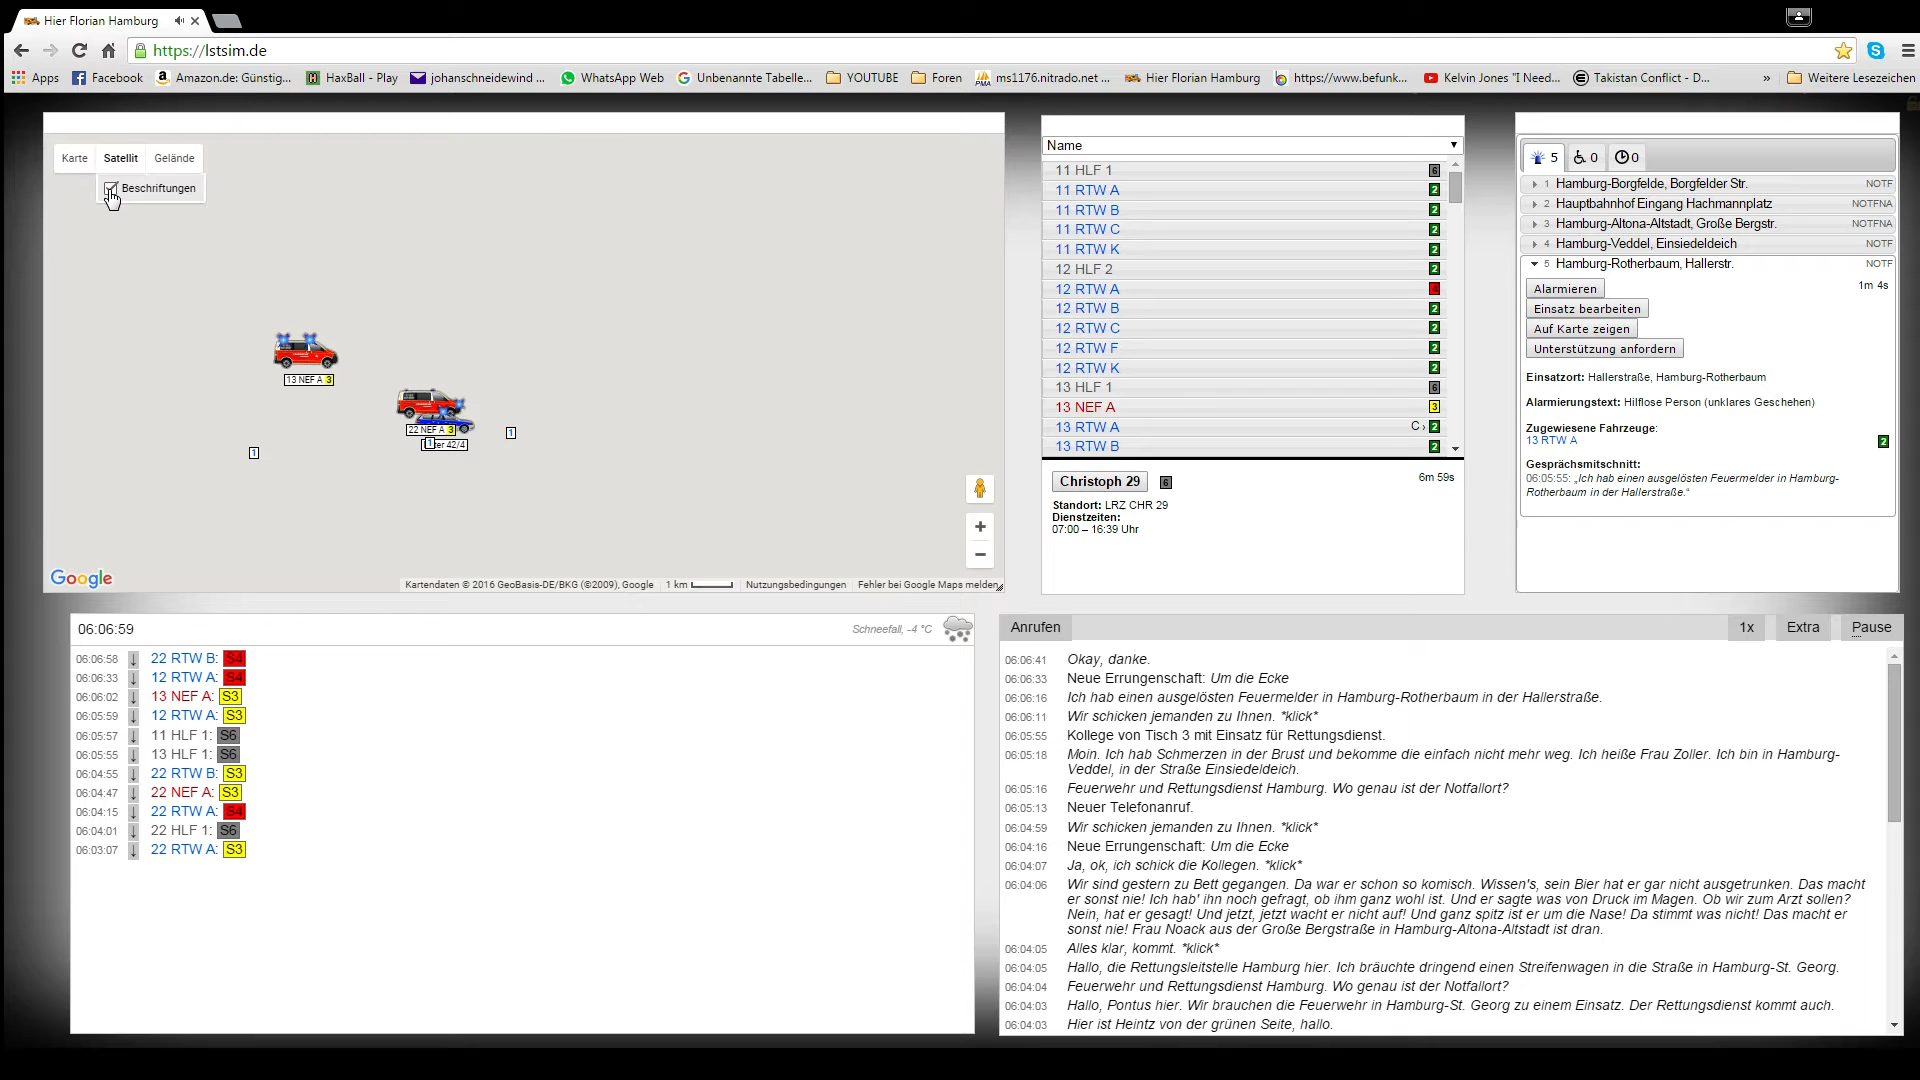 Hier Florian Hamburg
https://lstsim.de
Apps Facebook Amazon.de: Günstig... HaxBall - Play johanschneidewind ... WhatsApp Web Unbenannte Tabelle... YOUTUBE Foren ms1176.nitrado.net ... Hier Florian Hamburg https://www.befunk... Kelvin Jones "I Need... Takistan Conflict - D... » Weitere Lesezeichen
Karte Satellit Gelände
Beschriftungen
13 NEF A 3
22 NEF A 3
ter 42/4
1
1
1
Google
Kartendaten © 2016 GeoBasis-DE/BKG (©2009), Google 1 km Nutzungsbedingungen Fehler bei Google Maps melden
Name
11 HLF 1 6
11 RTW A 2
11 RTW B 2
11 RTW C 2
11 RTW K 2
12 HLF 2 2
12 RTW A 4
12 RTW B 2
12 RTW C 2
12 RTW F 2
12 RTW K 2
13 HLF 1 6
13 NEF A 3
13 RTW A C› 2
13 RTW B 2
Christoph 29 6 6m 59s
Standort: LRZ CHR 29
Dienstzeiten:
07:00 – 16:39 Uhr
5 0 0
1 Hamburg-Borgfelde, Borgfelder Str. NOTF
2 Hauptbahnhof Eingang Hachmannplatz NOTFNA
3 Hamburg-Altona-Altstadt, Große Bergstr. NOTFNA
4 Hamburg-Veddel, Einsiedeldeich NOTF
5 Hamburg-Rotherbaum, Hallerstr. NOTF
Alarmieren 1m 4s
Einsatz bearbeiten
Auf Karte zeigen
Unterstützung anfordern
Einsatzort: Hallerstraße, Hamburg-Rotherbaum
Alarmierungstext: Hilflose Person (unklares Geschehen)
Zugewiesene Fahrzeuge:
13 RTW A 2
Gesprächsmitschnitt:
06:05:55: „Ich hab einen ausgelösten Feuermelder in Hamburg-
Rotherbaum in der Hallerstraße.“
06:06:59 Schneefall, -4 °C
06:06:58 ↓ 22 RTW B: S4
06:06:33 ↓ 12 RTW A: S4
06:06:02 ↓ 13 NEF A: S3
06:05:59 ↓ 12 RTW A: S3
06:05:57 ↓ 11 HLF 1: S6
06:05:55 ↓ 13 HLF 1: S6
06:04:55 ↓ 22 RTW B: S3
06:04:47 ↓ 22 NEF A: S3
06:04:15 ↓ 22 RTW A: S4
06:04:01 ↓ 22 HLF 1: S6
06:03:07 ↓ 22 RTW A: S3
Anrufen 1x Extra Pause
06:06:41 Okay, danke.
06:06:33 Neue Errungenschaft: Um die Ecke
06:06:16 Ich hab einen ausgelösten Feuermelder in Hamburg-Rotherbaum in der Hallerstraße.
06:06:11 Wir schicken jemanden zu Ihnen. *klick*
06:05:55 Kollege von Tisch 3 mit Einsatz für Rettungsdienst.
06:05:18 Moin. Ich hab Schmerzen in der Brust und bekomme die einfach nicht mehr weg. Ich heiße Frau Zoller. Ich bin in Hamburg-
Veddel, in der Straße Einsiedeldeich.
06:05:16 Feuerwehr und Rettungsdienst Hamburg. Wo genau ist der Notfallort?
06:05:13 Neuer Telefonanruf.
06:04:59 Wir schicken jemanden zu Ihnen. *klick*
06:04:16 Neue Errungenschaft: Um die Ecke
06:04:07 Ja, ok, ich schick die Kollegen. *klick*
06:04:06 Wir sind gestern zu Bett gegangen. Da war er schon so komisch. Wissen's, sein Bier hat er gar nicht ausgetrunken. Das macht
er sonst nie! Ich hab' ihn noch gefragt, ob ihm ganz wohl ist. Und er sagte was von Druck im Magen. Ob wir zum Arzt sollen?
Nein, hat er gesagt! Und jetzt, jetzt wacht er nicht auf! Und ganz spitz ist er um die Nase! Da stimmt was nicht! Das macht er
sonst nie! Frau Noack aus der Große Bergstraße in Hamburg-Altona-Altstadt ist dran.
06:04:05 Alles klar, kommt. *klick*
06:04:05 Hallo, die Rettungsleitstelle Hamburg hier. Ich bräuchte dringend einen Streifenwagen in die Straße in Hamburg-St. Georg.
06:04:04 Feuerwehr und Rettungsdienst Hamburg. Wo genau ist der Notfallort?
06:04:03 Hallo, Pontus hier. Wir brauchen die Feuerwehr in Hamburg-St. Georg zu einem Einsatz. Der Rettungsdienst kommt auch.
06:04:03 Hier ist Heintz von der grünen Seite, hallo.